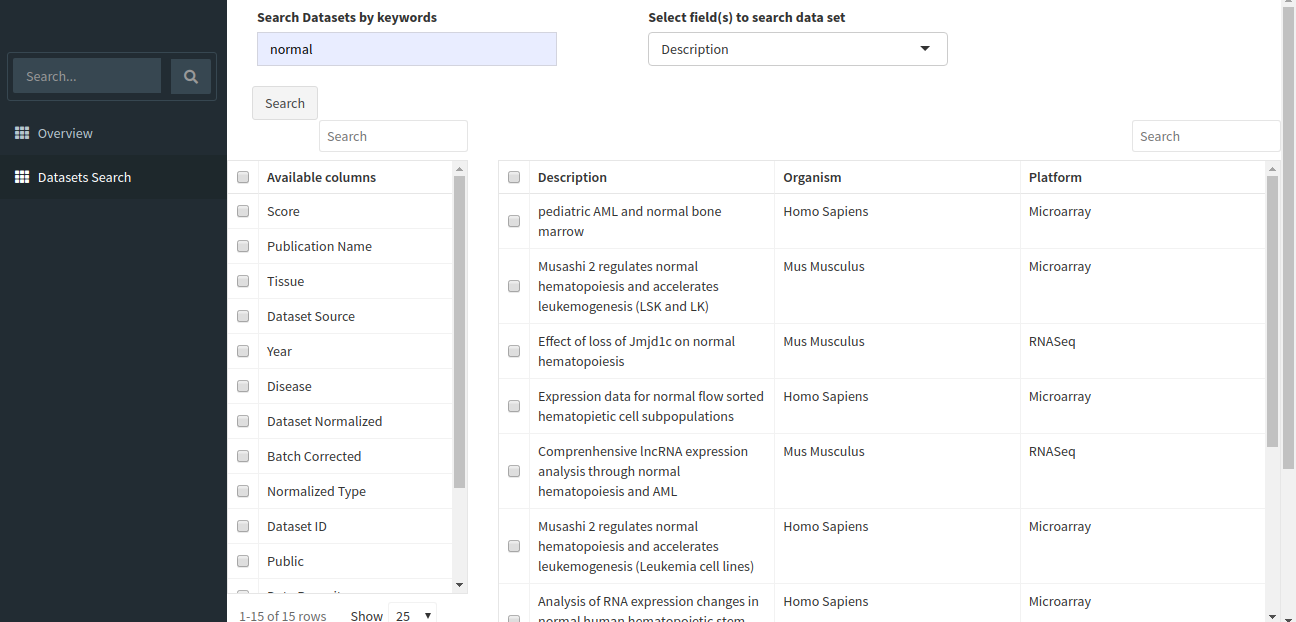 Search Datasets by keywords
Select field(s) to search data set
normal
Description
Search...
Search
Search
Search
Overview
Datasets Search
Available columns
Score
Publication Name
Tissue
Dataset Source
Year
Disease
Dataset Normalized
Batch Corrected
Normalized Type
Dataset ID
Public
1-15 of 15 rows
Show 25
Description Organism Platform
pediatric AML and normal bone Homo Sapiens Microarray
marrow
Musashi 2 regulates normal Mus Musculus Microarray
hematopoiesis and accelerates
leukemogenesis (LSK and LK)
Effect of loss of Jmjd1c on normal Mus Musculus RNASeq
hematopoiesis
Expression data for normal flow sorted Homo Sapiens Microarray
hematopietic cell subpopulations
Comprenhensive lncRNA expression Mus Musculus RNASeq
analysis through normal
hematopoiesis and AML
Musashi 2 regulates normal Homo Sapiens Microarray
hematopoiesis and accelerates
leukemogenesis (Leukemia cell lines)
Analysis of RNA expression changes in Homo Sapiens Microarray
normal human hematopoietic stem